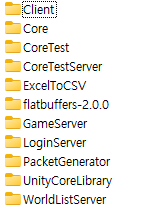 Client
Core
CoreTest
CoreTestServer
ExcelToCSV
flatbuffers-2.0.0
GameServer
LoginServer
PacketGenerator
UnityCoreLibrary
WorldListServer